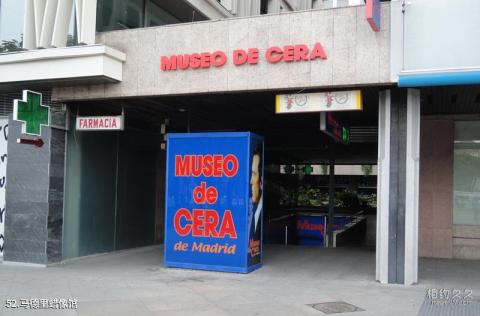 MUSEO DE CERA
FARMACIA
MUSEO
de
CERA
de Madrid
Museo
52.马德里蜡像馆
相约久久